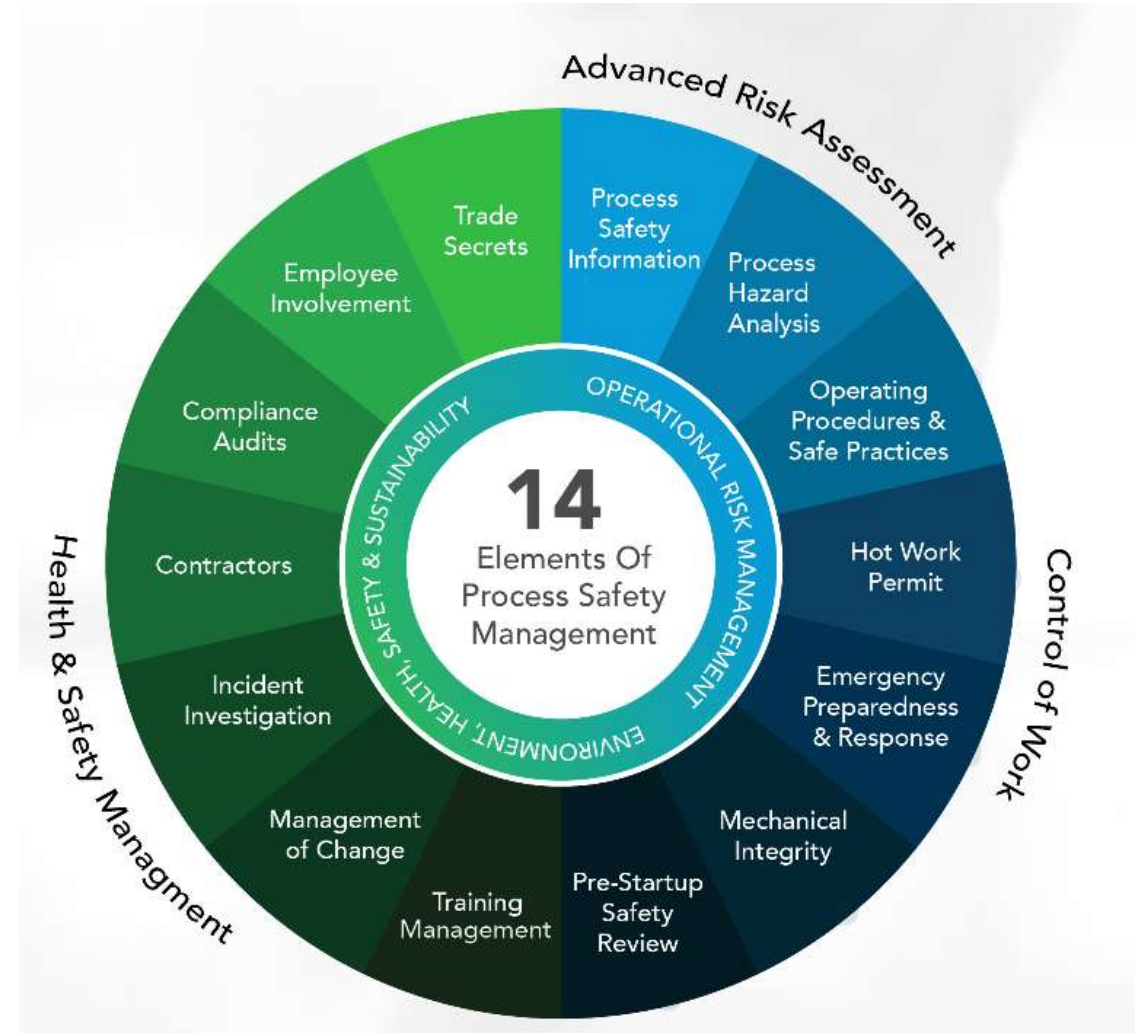 Advanced Risk Assessment
Process
Safety
Information
Process
Hazard
Analysis
Operating
Procedures &
Safe Practices
Hot Work
Permit
Emergency
Preparedness
& Response
Control of Work
Mechanical
Integrity
Pre-Startup
Safety
Review
Training
Management
Management
of Change
Incident
Investigation
Contractors
Compliance
Audits
Employee
Involvement
Trade
Secrets
Health & Safety Managment
OPERATIONAL RISK MANAGEMENT
ENVIRONMENT, HEALTH, SAFETY & SUSTAINABILITY
14
Elements Of
Process Safety
Management